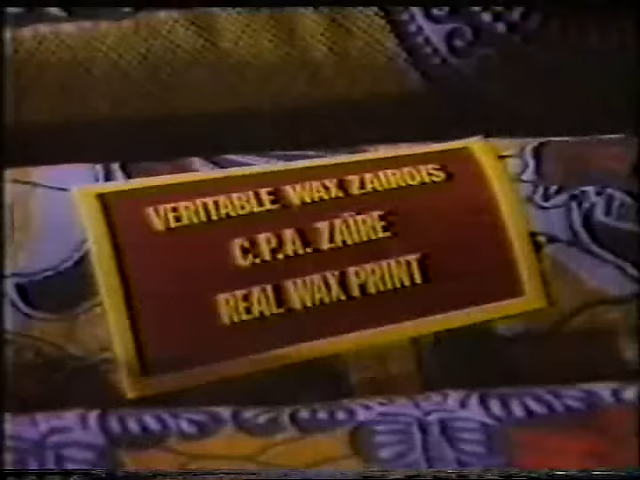 VERITABLE WAX ZAIROIS
C.P.A. ZAÏRE
REAL WAX PRINT